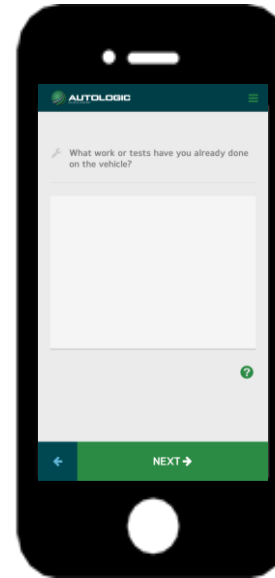 AUTOLOGIC
What work or tests have you already done
on the vehicle?
?
NEXT